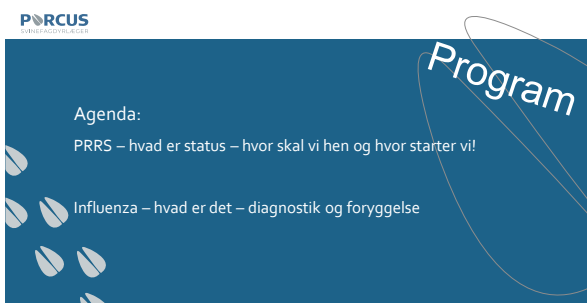 PORCUS
SVINEFAGDYRLÆGER
Program
Agenda:
PRRS – hvad er status – hvor skal vi hen og hvor starter vi!
Influenza – hvad er det – diagnostik og foryggelse